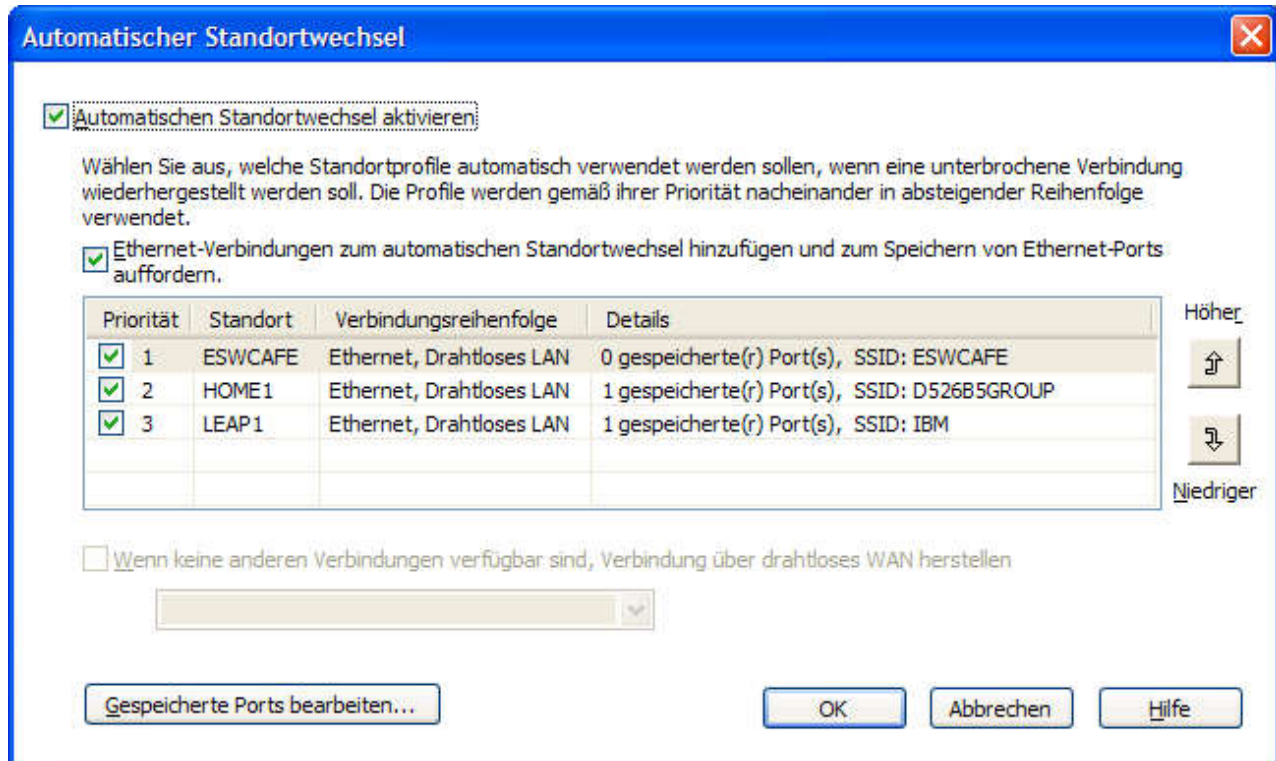 Automatischer Standortwechsel
Automatischen Standortwechsel aktivieren
Wählen Sie aus, welche Standortprofile automatisch verwendet werden sollen, wenn eine unterbrochene Verbindung
wiederhergestellt werden soll. Die Profile werden gemäß ihrer Priorität nacheinander in absteigender Reihenfolge
verwendet.
Ethernet-Verbindungen zum automatischen Standortwechsel hinzufügen und zum Speichern von Ethernet-Ports
auffordern.
Priorität Standort Verbindungsreihenfolge Details
1 ESWCAFE Ethernet, Drahtloses LAN 0 gespeicherte(r) Port(s), SSID: ESWCAFE
2 HOME1 Ethernet, Drahtloses LAN 1 gespeicherte(r) Port(s), SSID: D526B5GROUP
3 LEAP1 Ethernet, Drahtloses LAN 1 gespeicherte(r) Port(s), SSID: IBM
Höher
Niedriger
Wenn keine anderen Verbindungen verfügbar sind, Verbindung über drahtloses WAN herstellen
Gespeicherte Ports bearbeiten... OK Abbrechen Hilfe